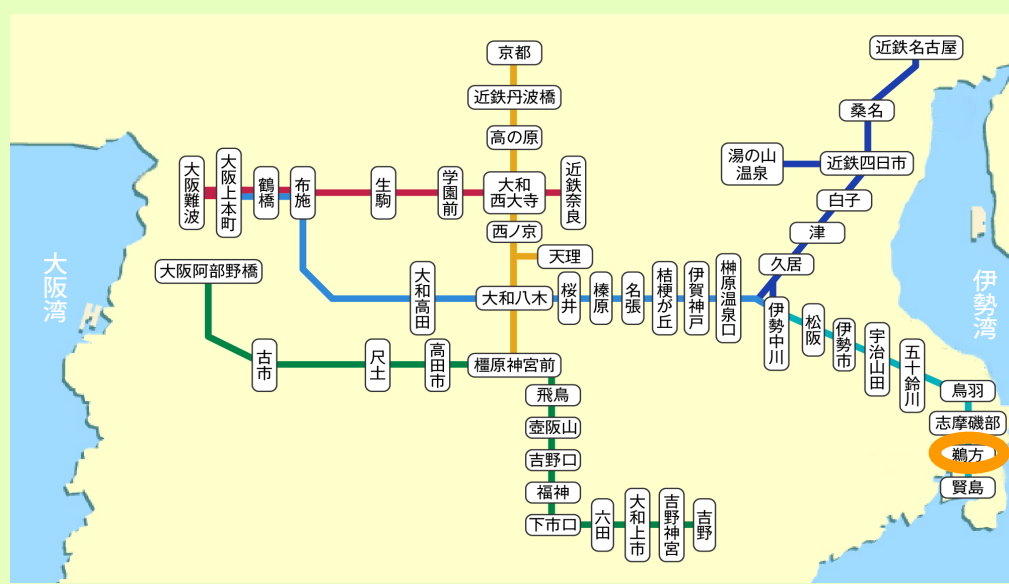 京都
近鉄丹波橋
高の原
大和
西大寺
西ノ京
天理
大和八木
橿原神宮前
大阪難波
大阪上本町
鶴橋
布施
生駒
学園前
近鉄奈良
大阪阿部野橋
古市
尺土
高田市
大和高田
桜井
榛原
名張
桔梗が丘
伊賀神戸
榊原温泉口
伊勢中川
近鉄名古屋
桑名
湯の山
温泉
近鉄四日市
白子
津
久居
松阪
伊勢市
宇治山田
五十鈴川
鳥羽
志摩磯部
鵜方
賢島
飛鳥
壺阪山
吉野口
福神
下市口
六田
大和上市
吉野神宮
吉野
大阪湾
伊勢湾